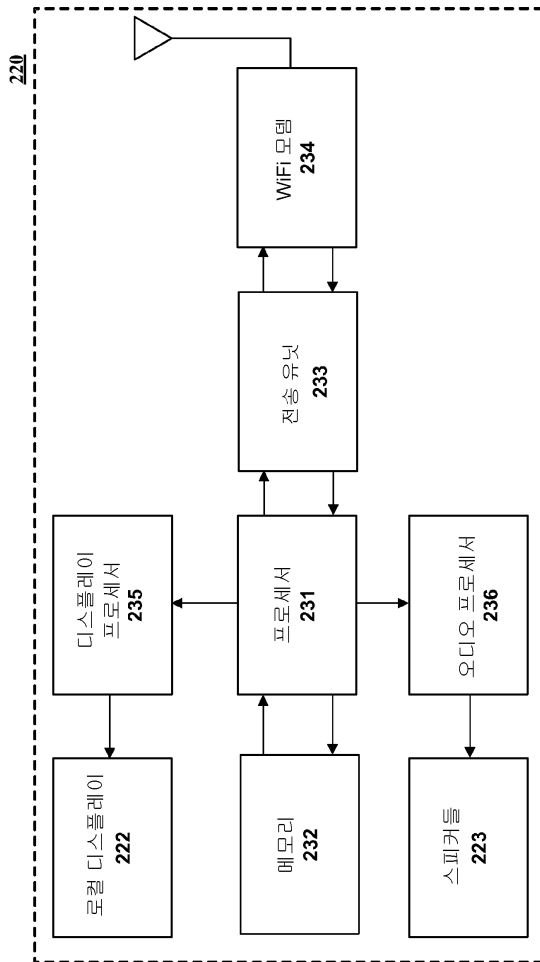 220
로컬 디스플레이
222
디스플레이
프로세서
235
메모리
232
프로세서
231
전송 유닛
233
WiFi 모뎀
234
스피커들
223
오디오 프로세서
236